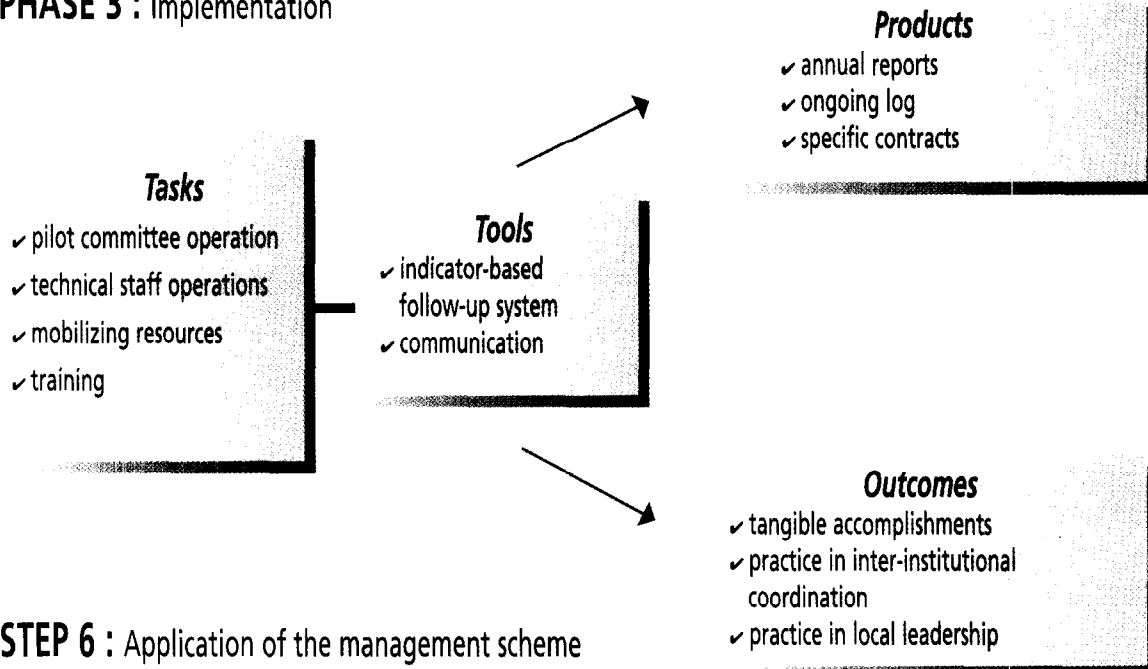 PHASE 3 : Implementation
Tasks
✓ pilot committee operation
✓ technical staff operations
✓ mobilizing resources
✓ training
Tools
✓ indicator-based
follow-up system
✓ communication
Products
✓ annual reports
✓ ongoing log
✓ specific contracts
Outcomes
✓ tangible accomplishments
✓ practice in inter-institutional
coordination
✓ practice in local leadership
STEP 6 : Application of the management scheme